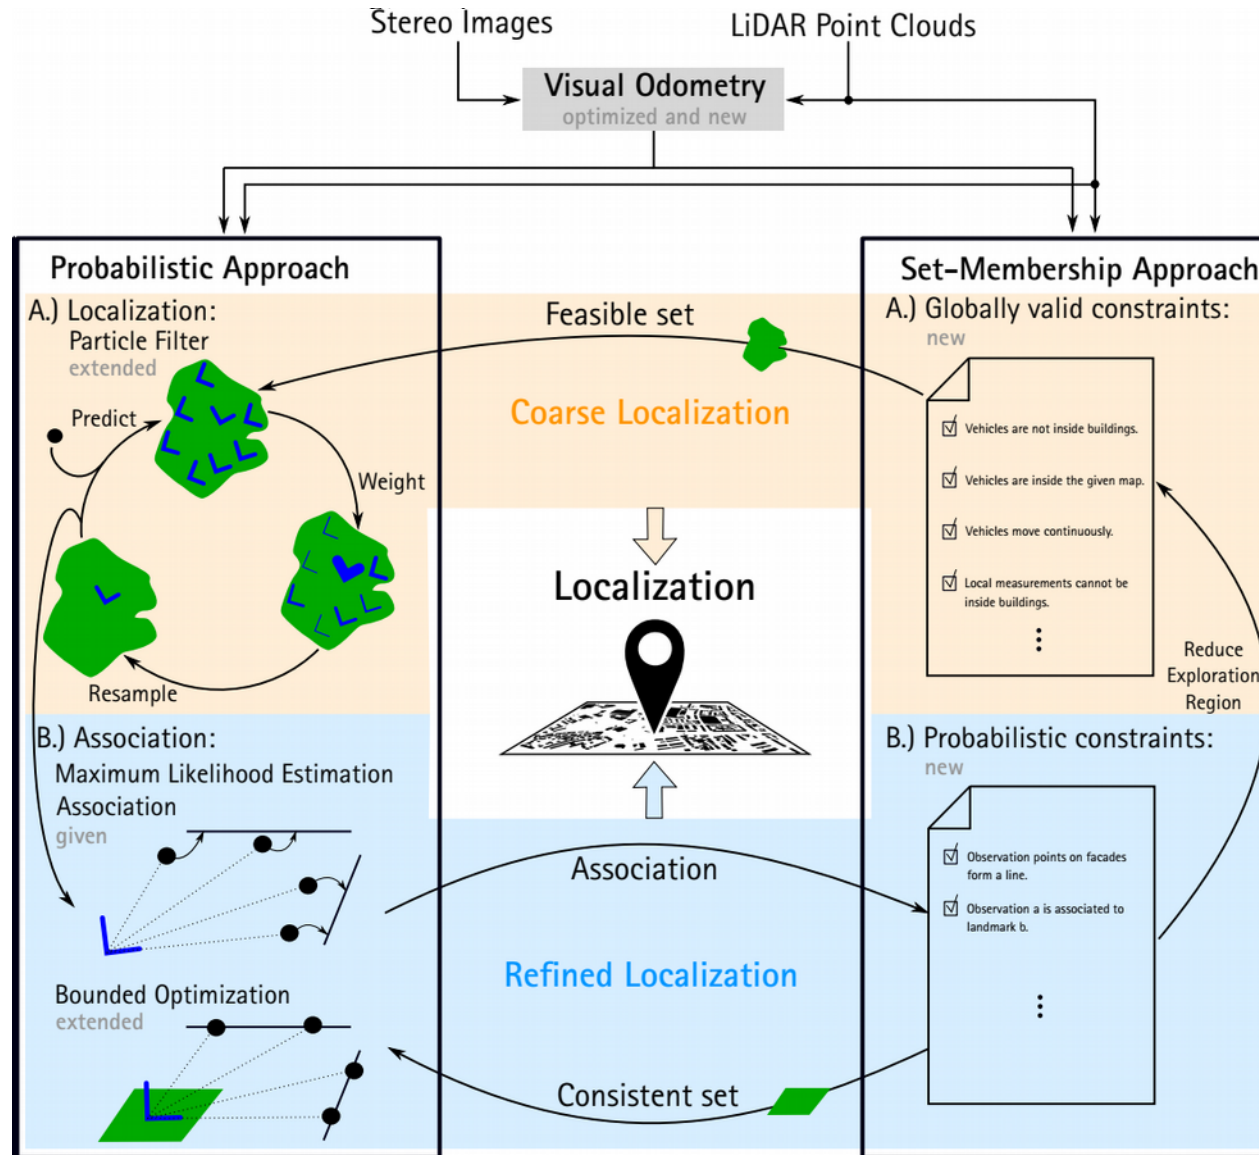 Stereo Images
LiDAR Point Clouds
Visual Odometry
optimized and new
Probabilistic Approach
A.) Localization:
Particle Filter
extended
Predict
Weight
Resample
B.) Association:
Maximum Likelihood Estimation
Association
given
Bounded Optimization
extended
Feasible set
Coarse Localization
Localization
Association
Refined Localization
Consistent set
Set-Membership Approach
A.) Globally valid constraints:
new
Vehicles are not inside buildings.
Vehicles are inside the given map.
Vehicles move continuously.
Local measurements cannot be
inside buildings.
Reduce
Exploration
Region
B.) Probabilistic constraints:
new
Observation points on facades
form a line.
Observation a is associated to
landmark b.